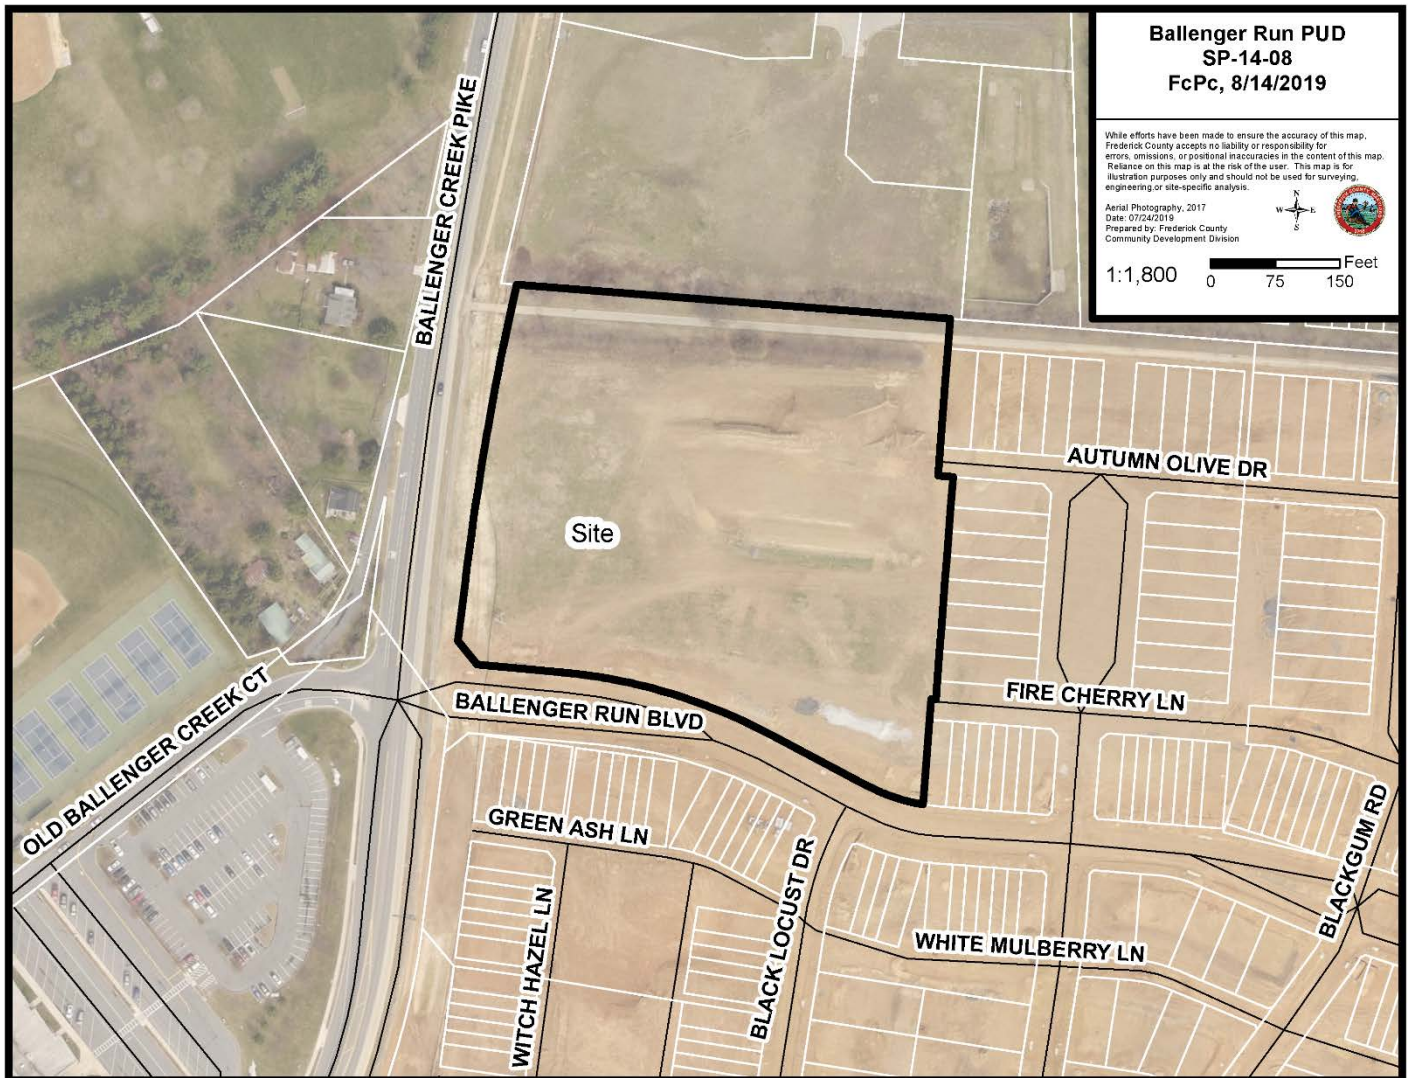 Ballenger Run PUD
SP-14-08
FcPc, 8/14/2019
While efforts have been made to ensure the accuracy of this map,
Frederick County accepts no liability or responsibility for
errors, omissions, or positional inaccuracies in the content of this map.
Reliance on this map is at the risk of the user. This map is for
illustration purposes only and should not be used for surveying,
engineering,or site-specific analysis.
Aerial Photography, 2017
Date: 07/24/2019
Prepared by: Frederick County
Community Development Division
N
W E
S
1:1,800
Feet
0 75 150
BALLENGER CREEK PIKE
BALLENGER CREEK PIKE
AUTUMN OLIVE DR
Site
FIRE CHERRY LN
OLD BALLENGER CREEK CT
BALLENGER RUN BLVD
GREEN ASH LN
WITCH HAZEL LN
BLACK LOCUST DR
WHITE MULBERRY LN
BLACKGUM RD